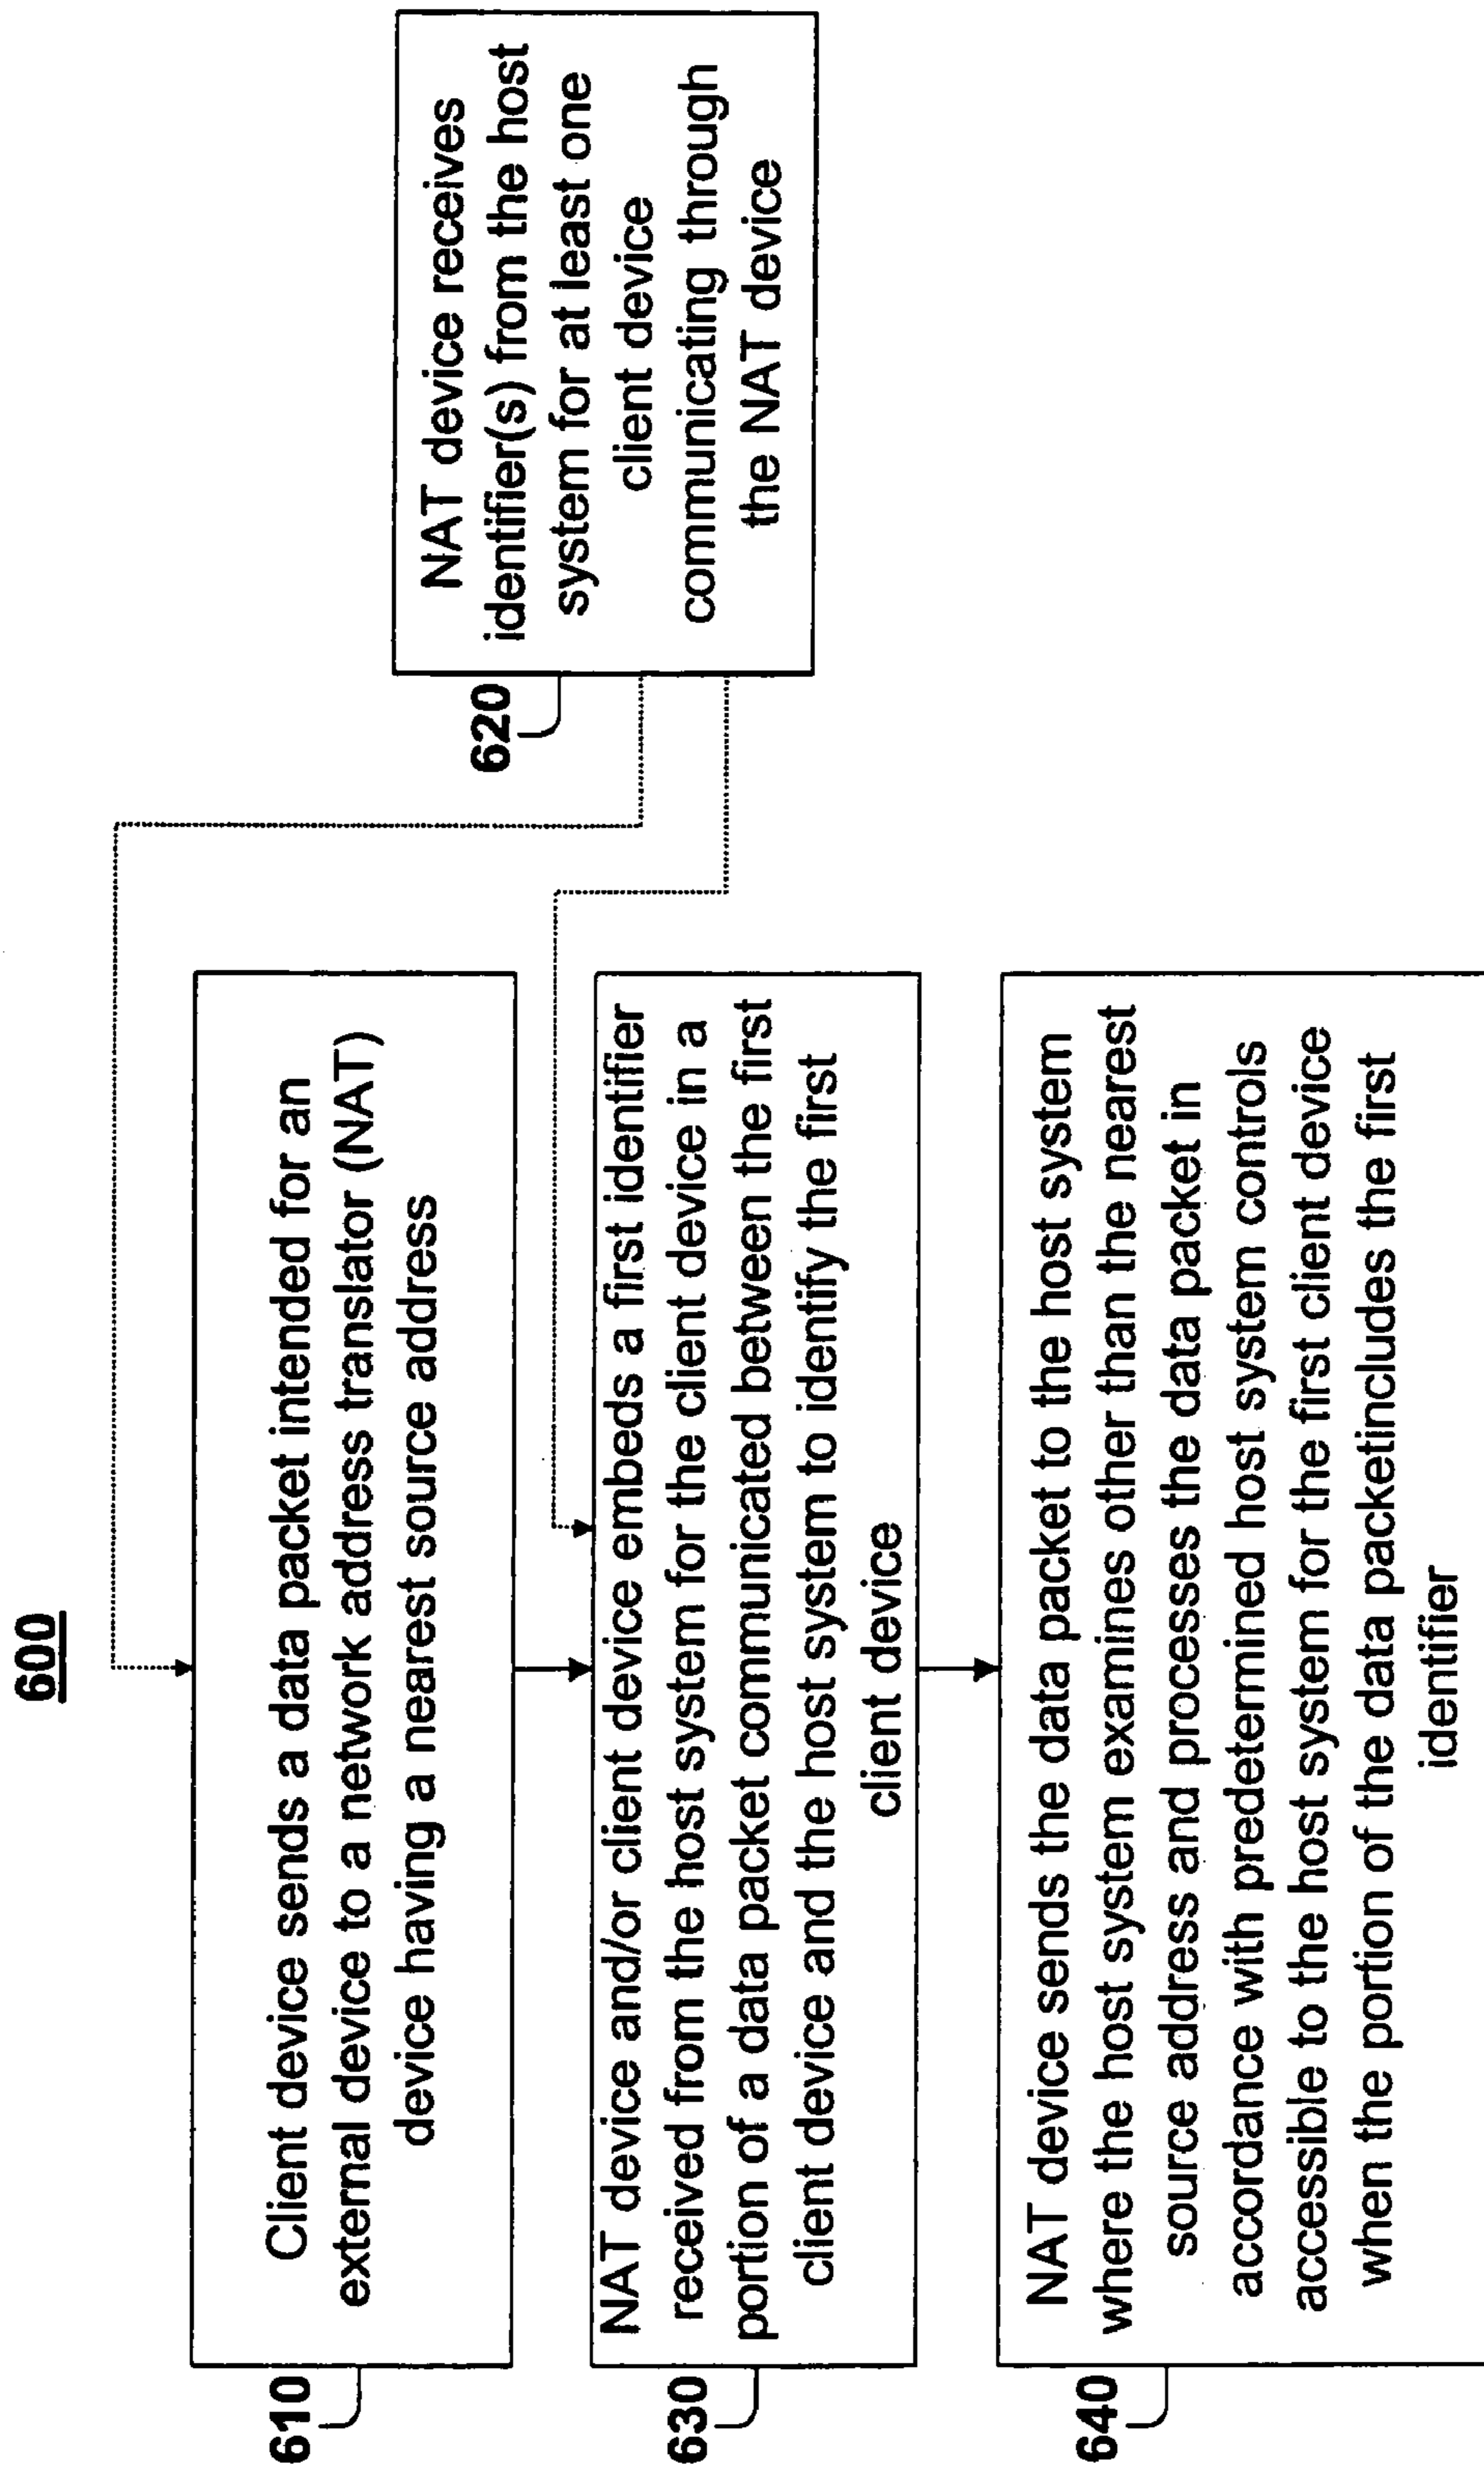 600
610
Client device sends a data packet intended for an
external device to a network address translator (NAT)
device having a nearest source address
620
NAT device receives
identifier(s) from the host
system for at least one
client device
communicating through
the NAT device
630
NAT device and/or client device embeds a first identifier
received from the host system for the client device in a
portion of a data packet communicated between the first
client device and the host system to identify the first
client device
640
NAT device sends the data packet to the host system
where the host system examines other than the nearest
source address and processes the data packet in
accordance with predetermined host system controls
accessible to the host system for the first client device
when the portion of the data packetincludes the first
identifier